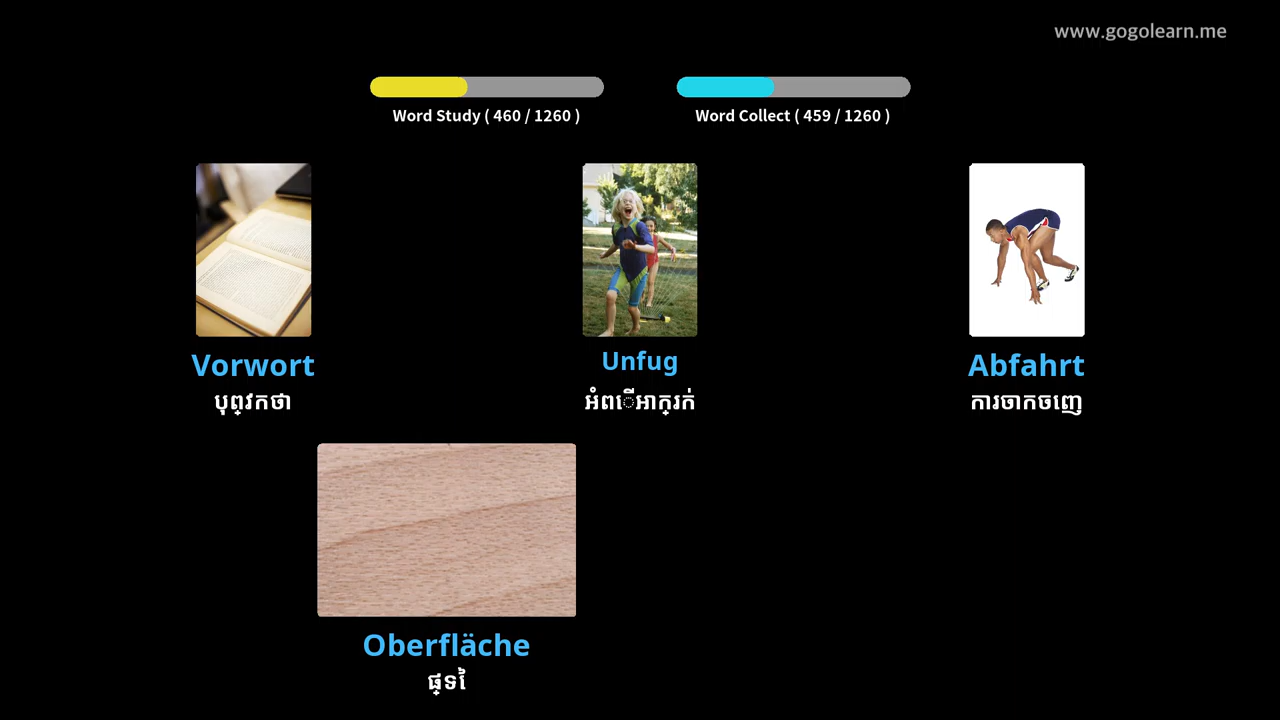 www.gogolearn.me
Word Study ( 460 / 1260 )
Word Collect ( 459 / 1260 )
Vorwort
បុព្វកថា
Unfug
អំពើអាក្រក់
Abfahrt
ការចាកចេញ
Oberfläche
ផ្ទៃ